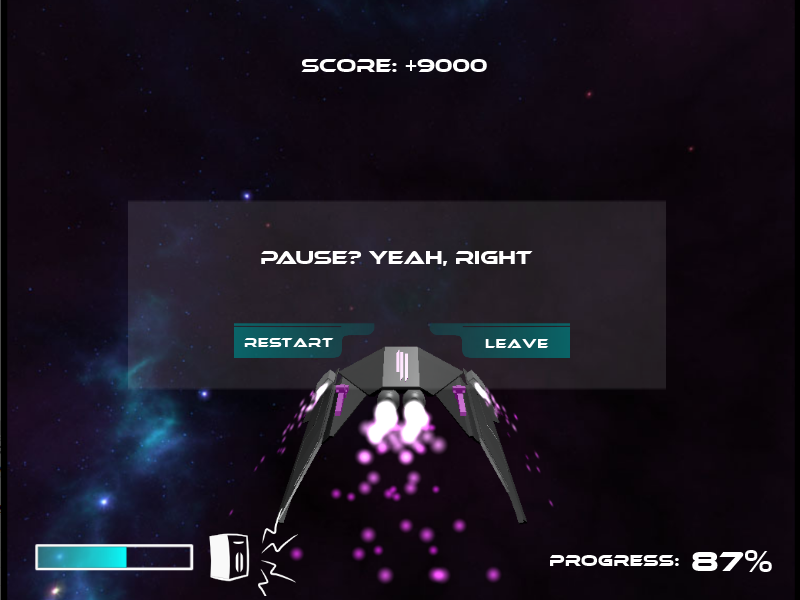 SCORE: +9000
PAUSE? YEAH, RIGHT
RESTART
LEAVE
PROGRESS: 87%